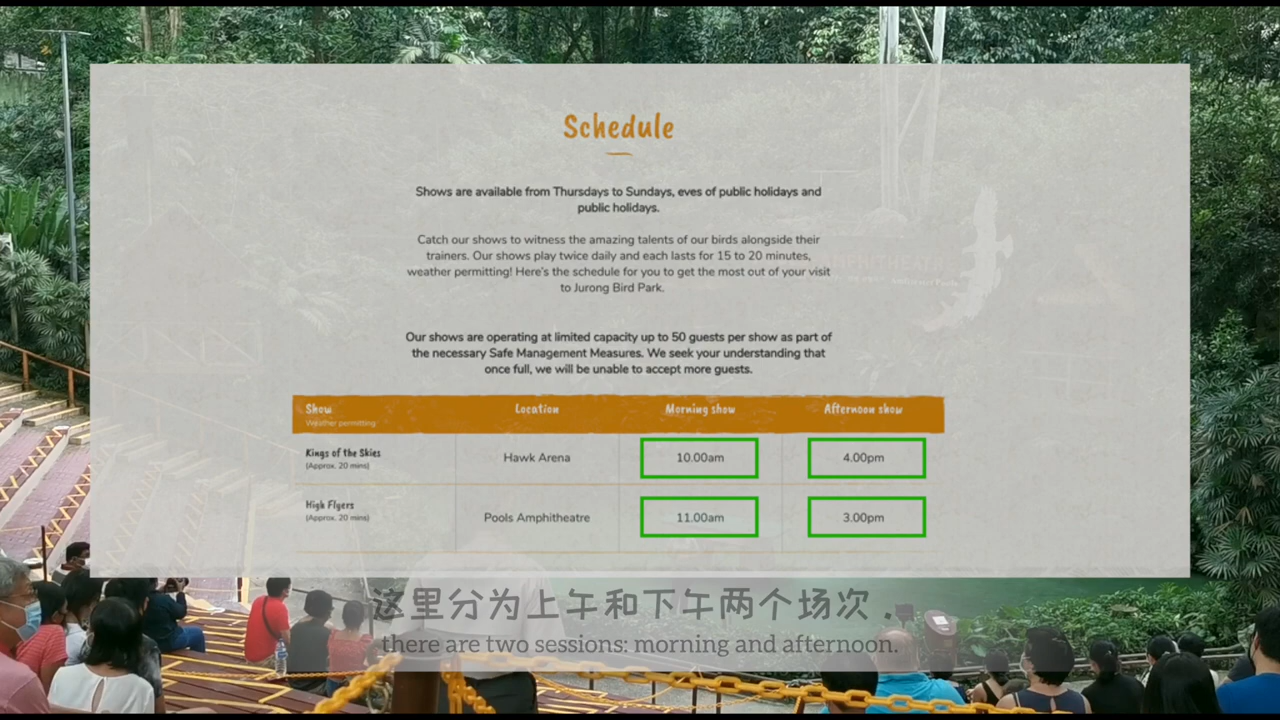 Schedule
Shows are available from Thursdays to Sundays, eves of public holidays and
public holidays.
Catch our shows to witness the amazing talents of our birds alongside their
trainers. Our shows play twice daily and each lasts for 15 to 20 minutes,
weather permitting! Here's the schedule for you to get the most out of your visit
to Jurong Bird Park.
Our shows are operating at limited capacity up to 50 guests per show as part of
the necessary Safe Management Measures. We seek your understanding that
once full, we will be unable to accept more guests.
Show Location Morning show Afternoon show
Weather permitting
Kings of the Skies Hawk Arena 10.00am 4.00pm
(Approx. 20 mins)
High Flyers Pools Amphitheatre 11.00am 3.00pm
(Approx. 20 mins)
这里分为上午和下午两个场次．
there are two sessions: morning and afternoon.